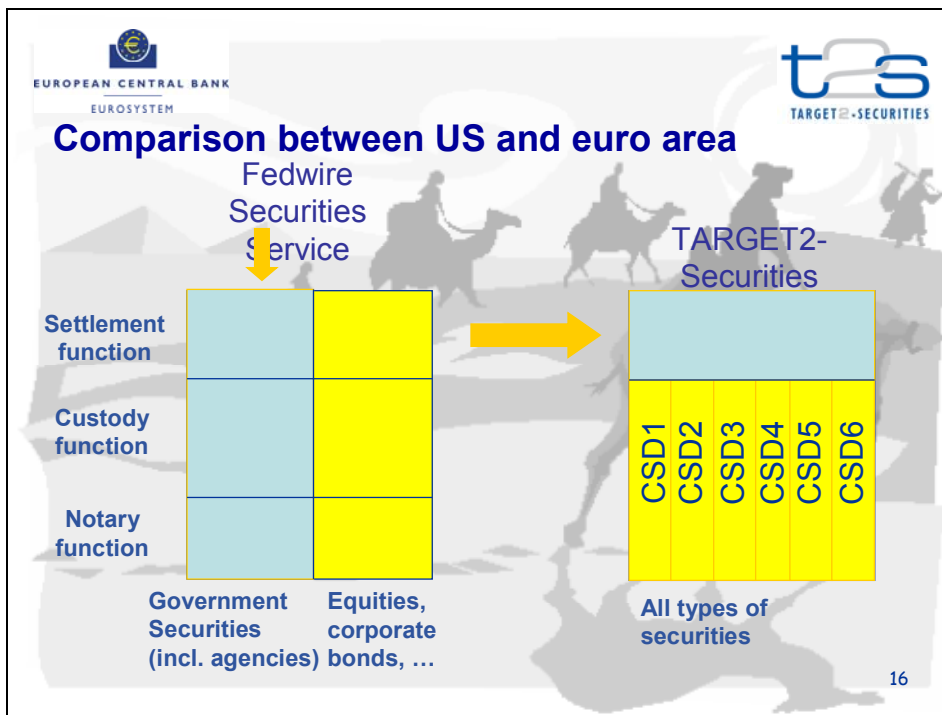 EUROPEAN CENTRAL BANK
EUROSYSTEM
t2s
TARGET2-SECURITIES
Comparison between US and euro area
Fedwire
Securities
Service
TARGET2-
Securities
Settlement
function
Custody
function
Notary
function
CSD1
CSD2
CSD3
CSD4
CSD5
CSD6
Government
Securities
(incl. agencies)
Equities,
corporate
bonds, ...
All types of
securities
16